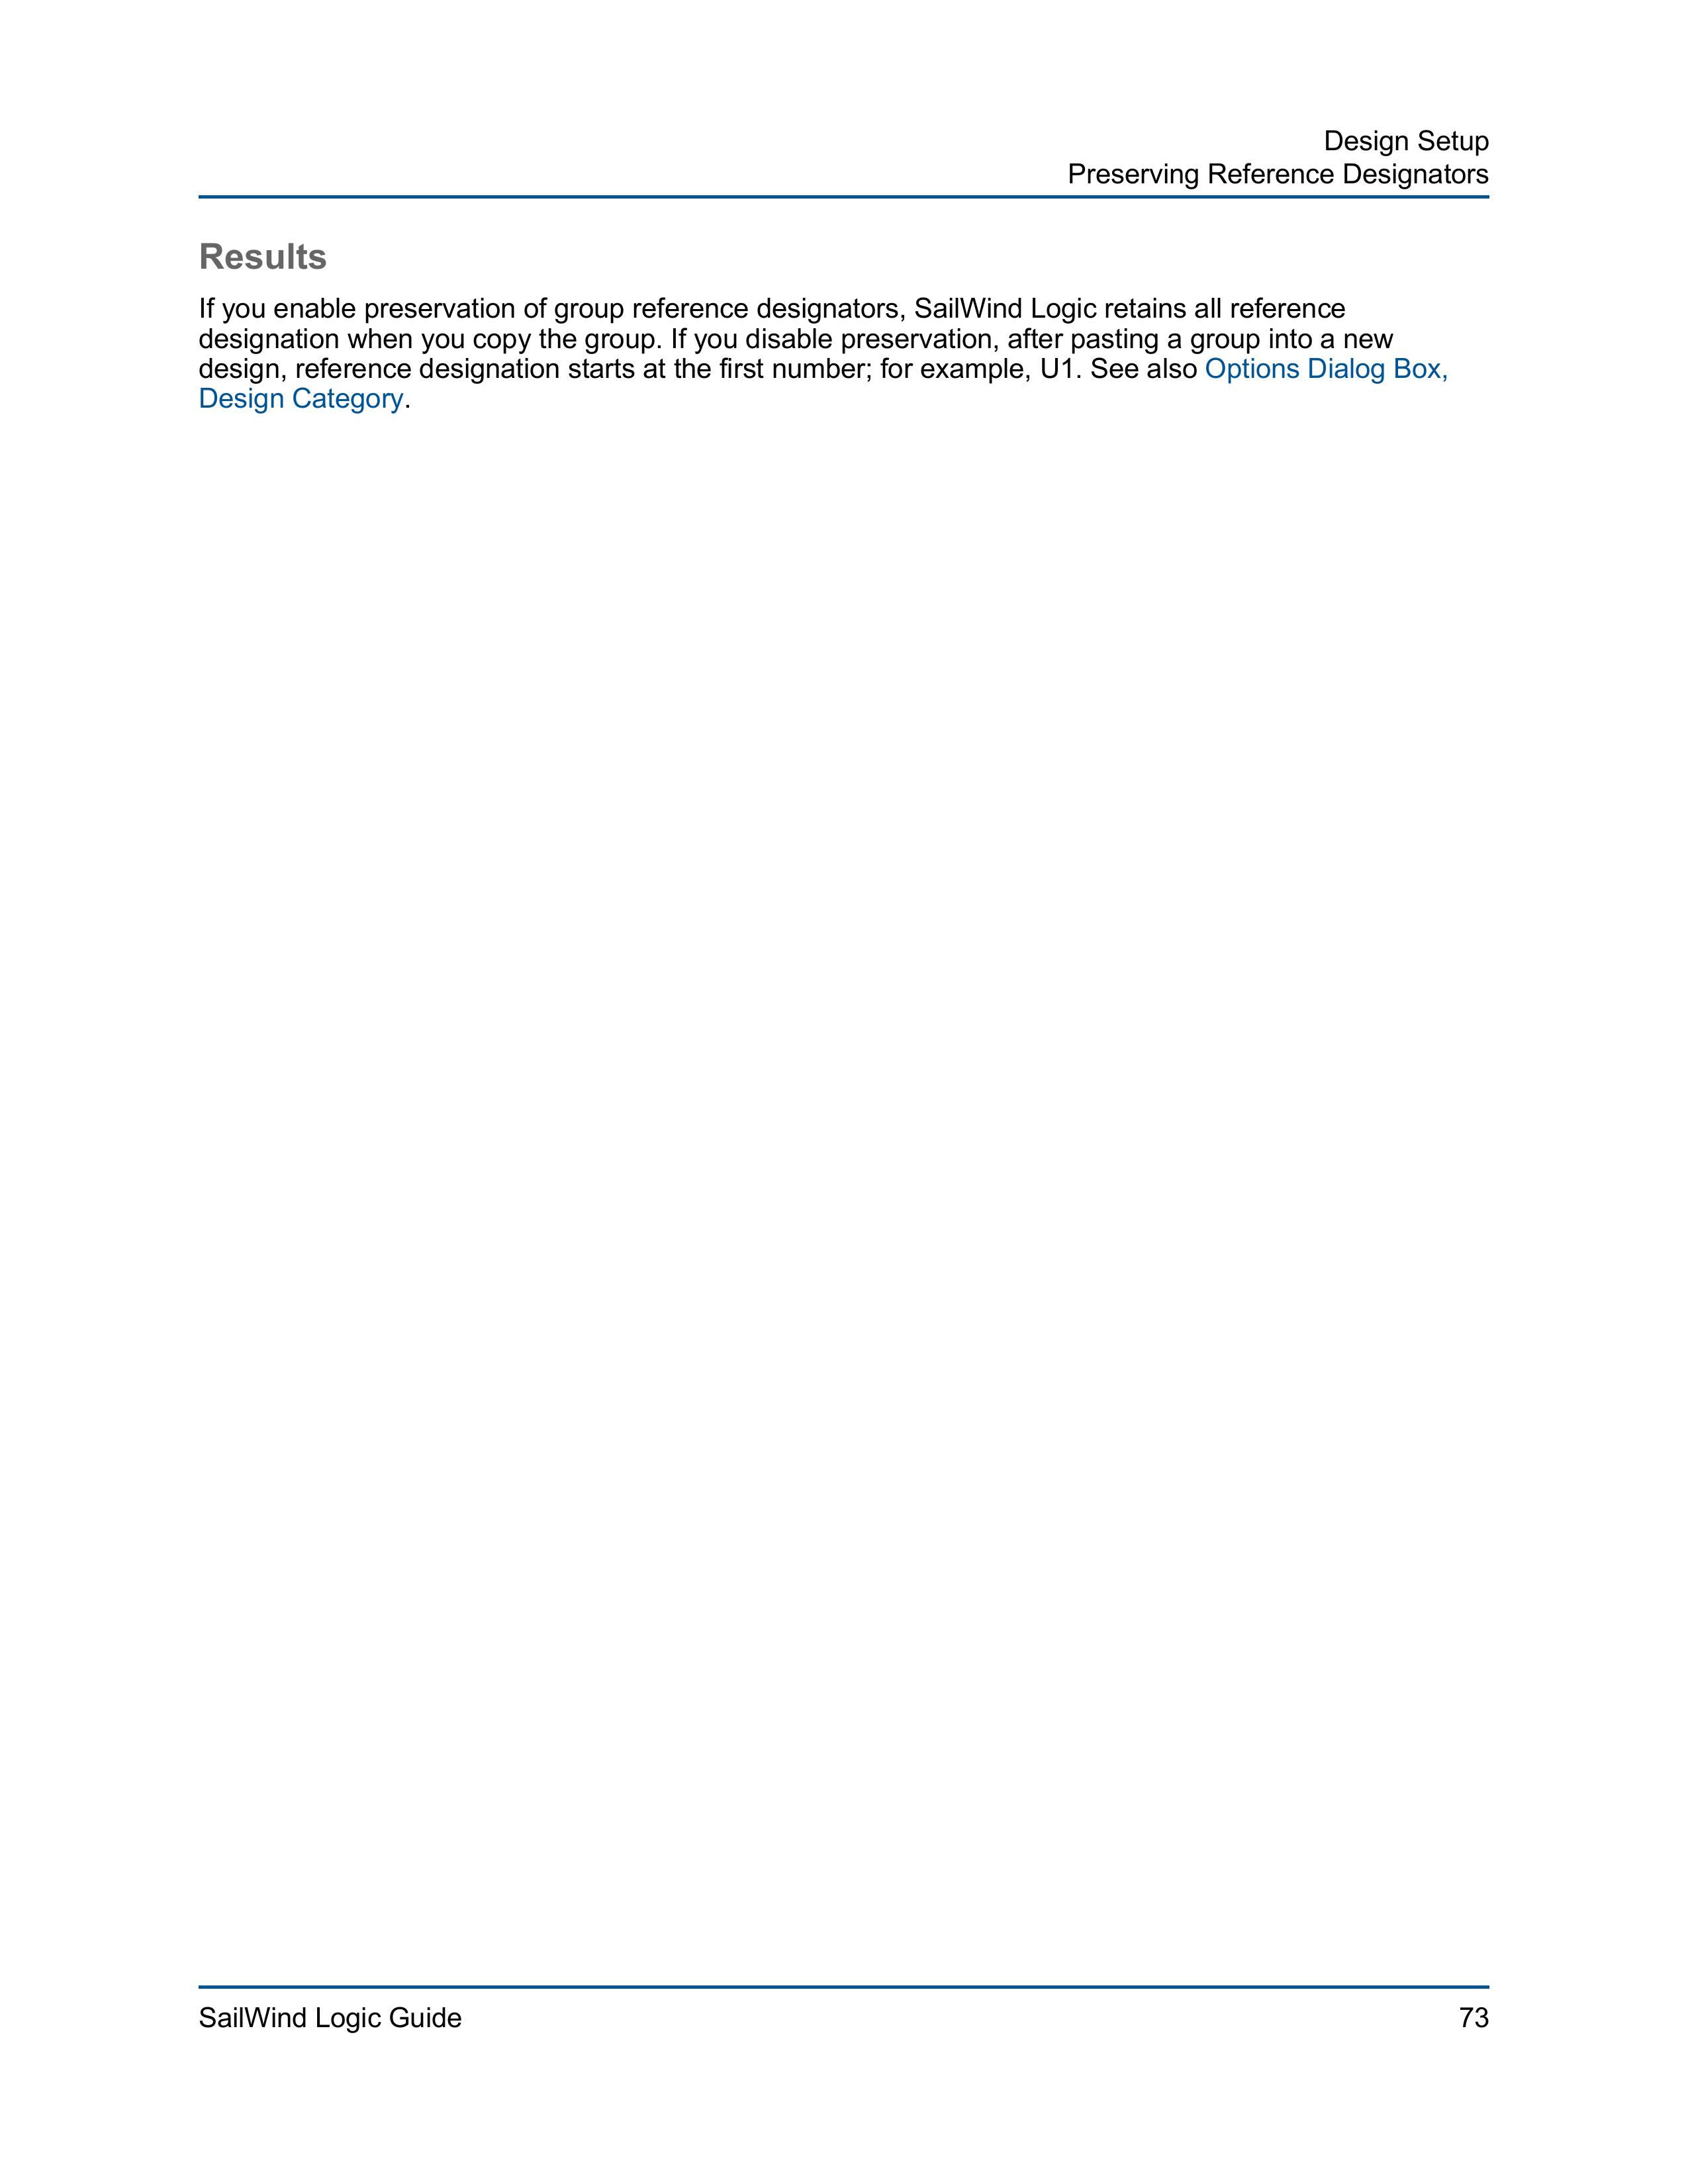 Design Setup
Preserving Reference Designators
Results
If you enable preservation of group reference designators, SailWind Logic retains all reference
designation when you copy the group. If you disable preservation, after pasting a group into a new
design, reference designation starts at the first number; for example, U1. See also Options Dialog Box,
Design Category.
SailWind Logic Guide
73